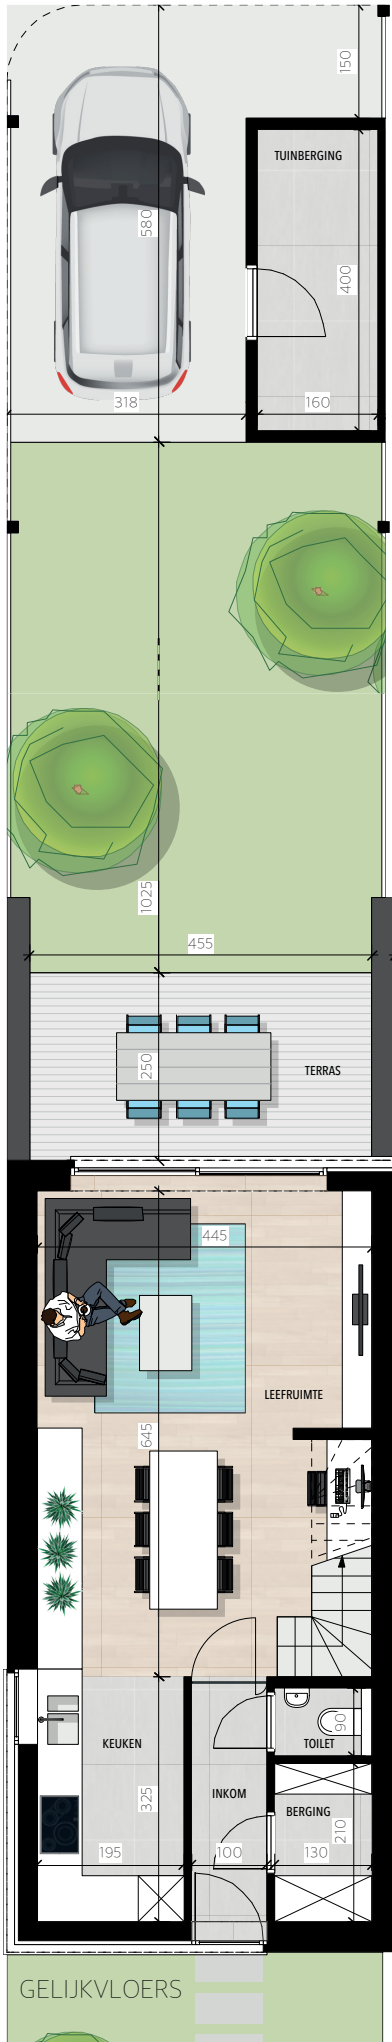 150
TUINBERGING
580
400
318
160
1025
455
250
TERRAS
445
LEEFRUIMTE
645
KEUKEN
TOILET
90
INKOM
BERGING
325
210
195
100
130
GELIJKVLOERS